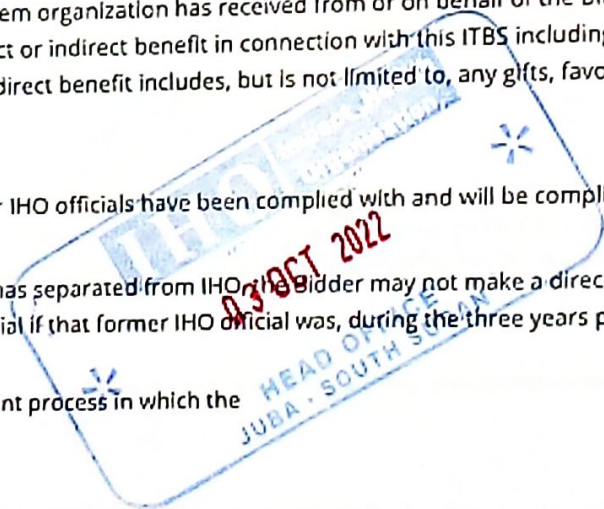 em organization has received from or on behalf of the
ct or indirect benefit in connection with this ITBS including
direct benefit includes, but is not limited to, any gifts, favo
IHO officials have been complied with and will be compli
has separated from IHO, the Bidder may not make a direc
ial if that former IHO official was, during the three years p
nt process in which the
IHO
Organization
03 OCT 2022
HEAD OFFICE
JUBA - SOUTH SUDAN